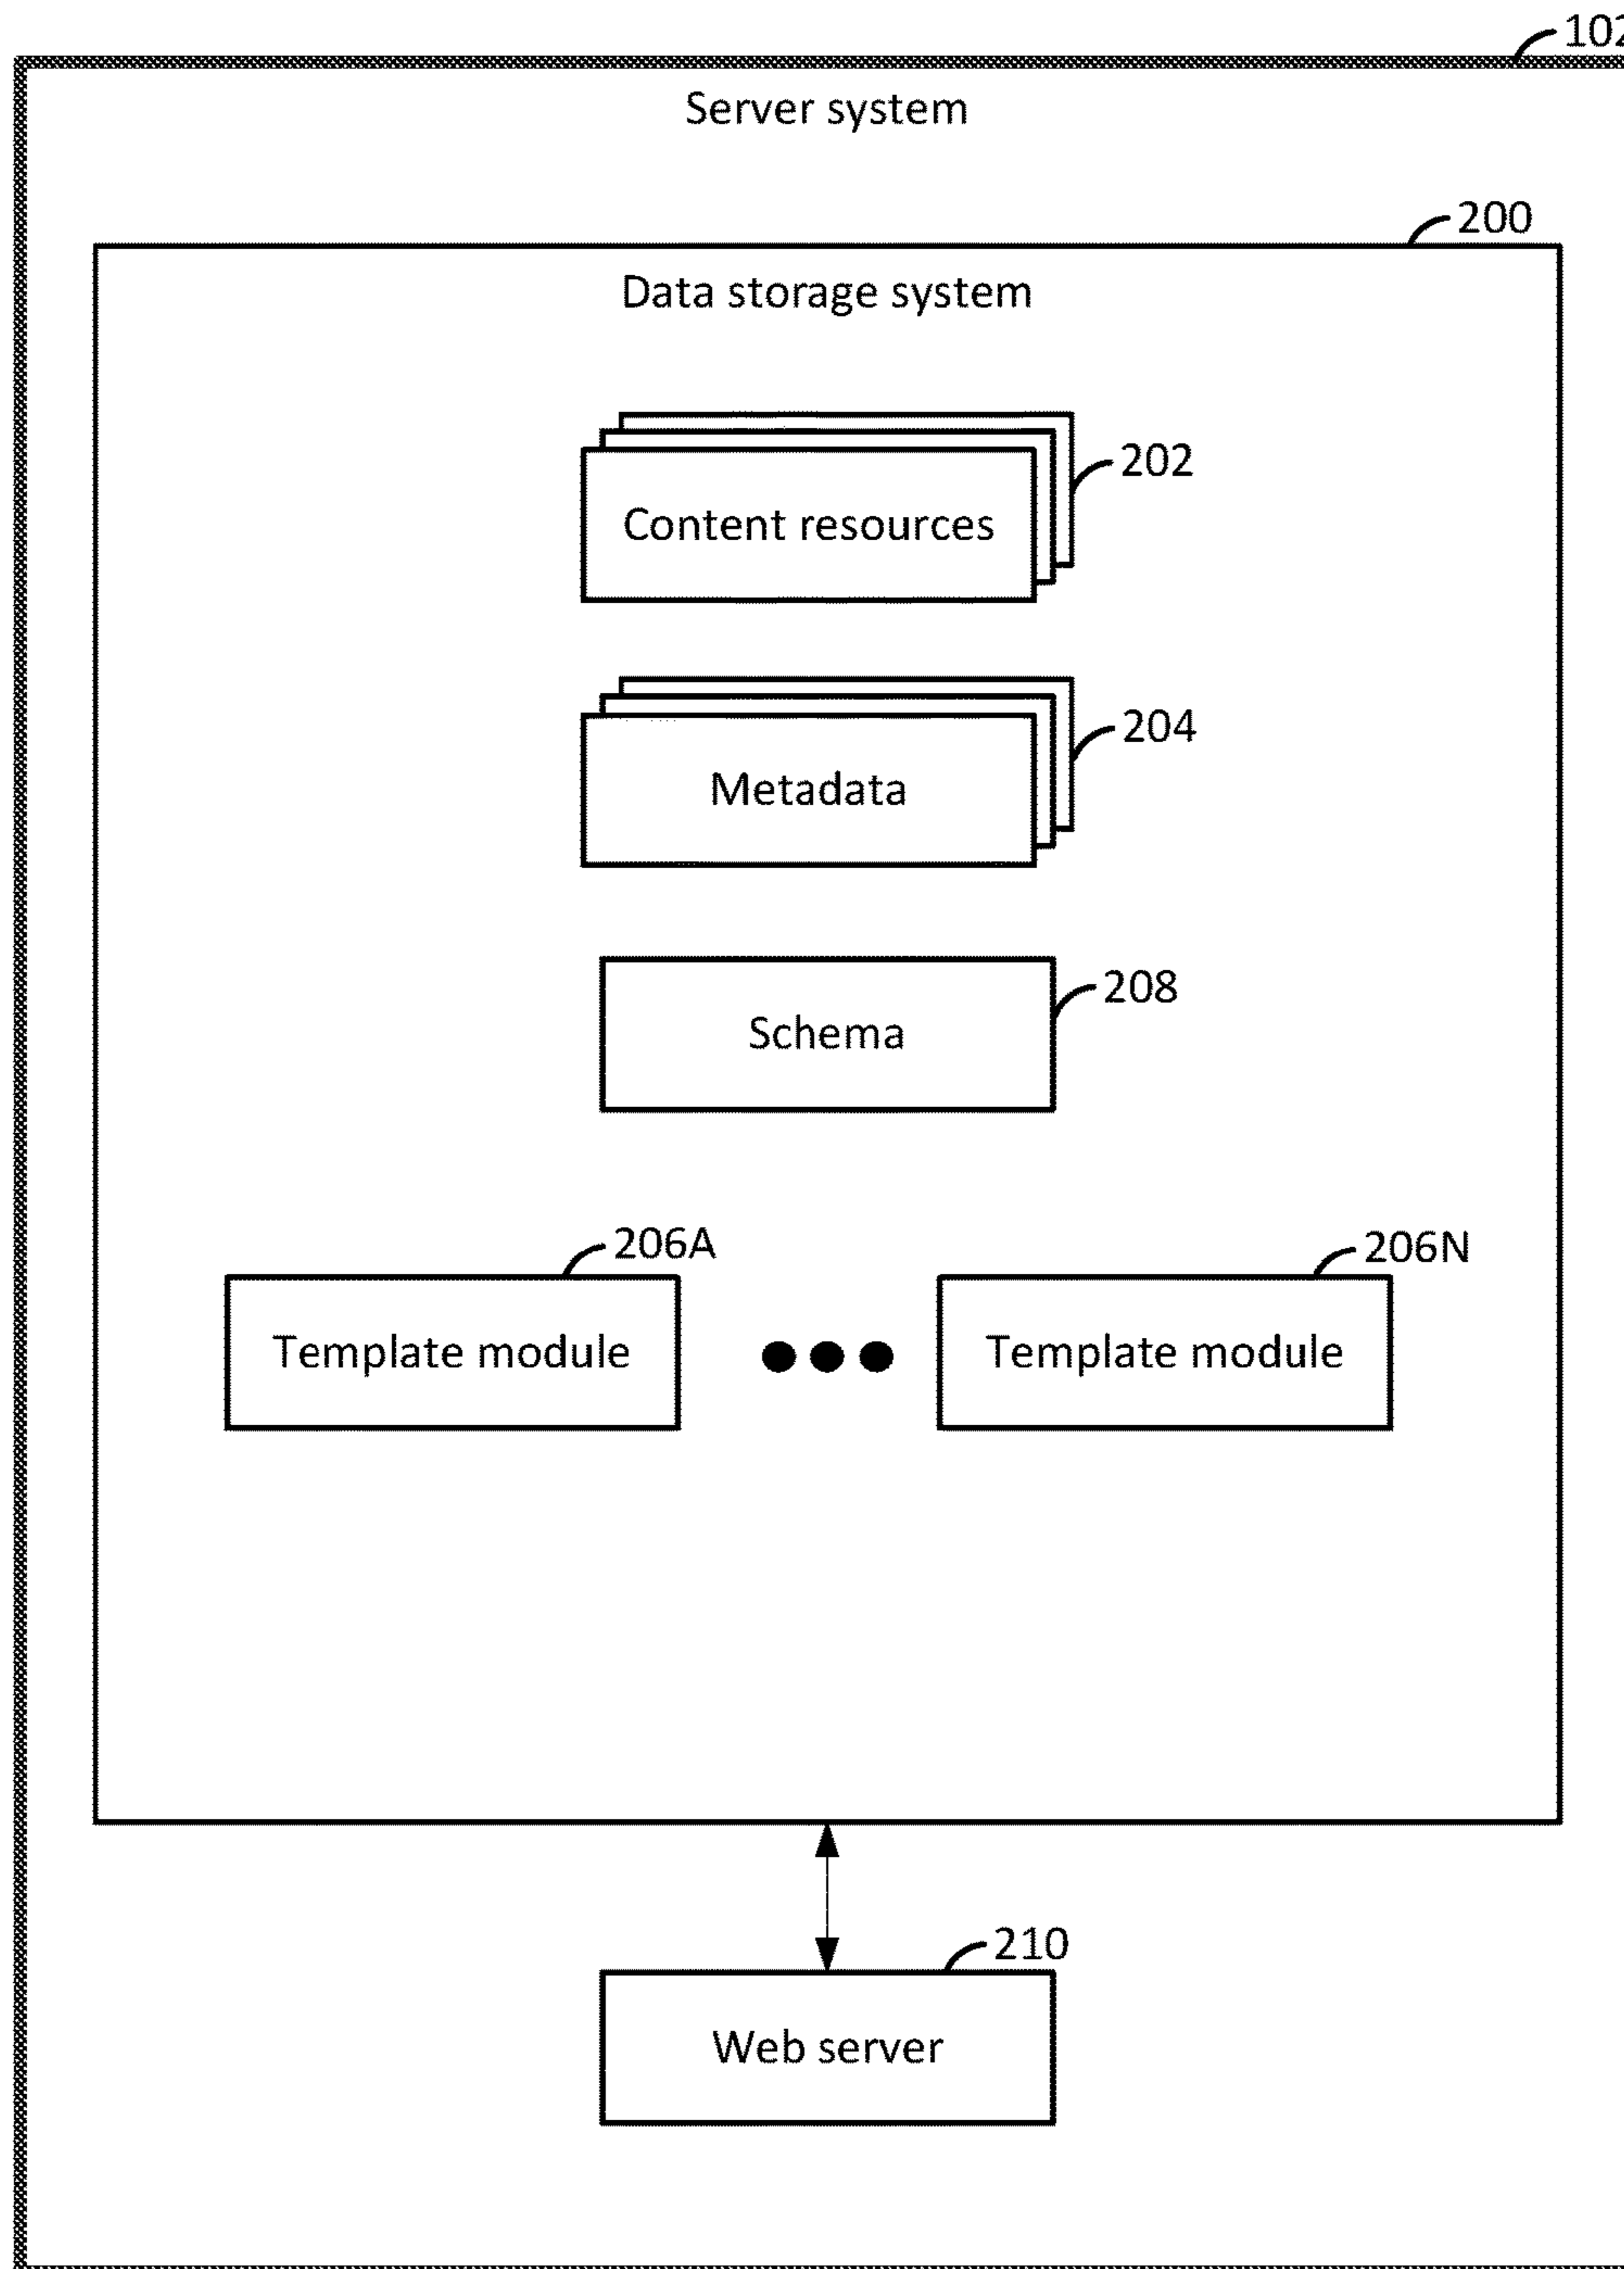 102
Server system
200
Data storage system
202
Content resources
204
Metadata
208
Schema
206A
206N
Template module
Template module
210
Web server